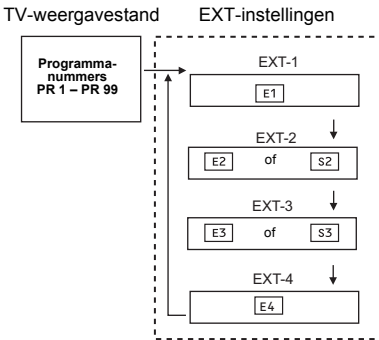 TV-weergavestand EXT-instellingen
Programma-
nummers
PR 1 – PR 99
EXT-1
E1
EXT-2
E2 of S2
EXT-3
E3 of S3
EXT-4
E4